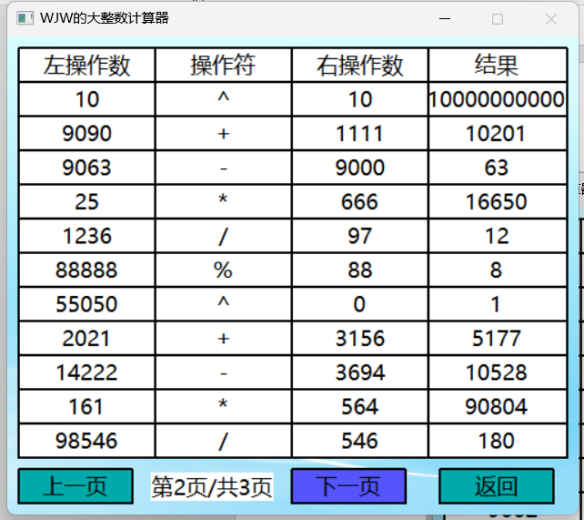 WJW的大整数计算器
左操作数 操作符 右操作数 结果
10 ^ 10 10000000000
9090 + 1111 10201
9063 - 9000 63
25 * 666 16650
1236 / 97 12
88888 % 88 8
55050 ^ 0 1
2021 + 3156 5177
14222 - 3694 10528
161 * 564 90804
98546 / 546 180
上一页 第2页/共3页 下一页 返回